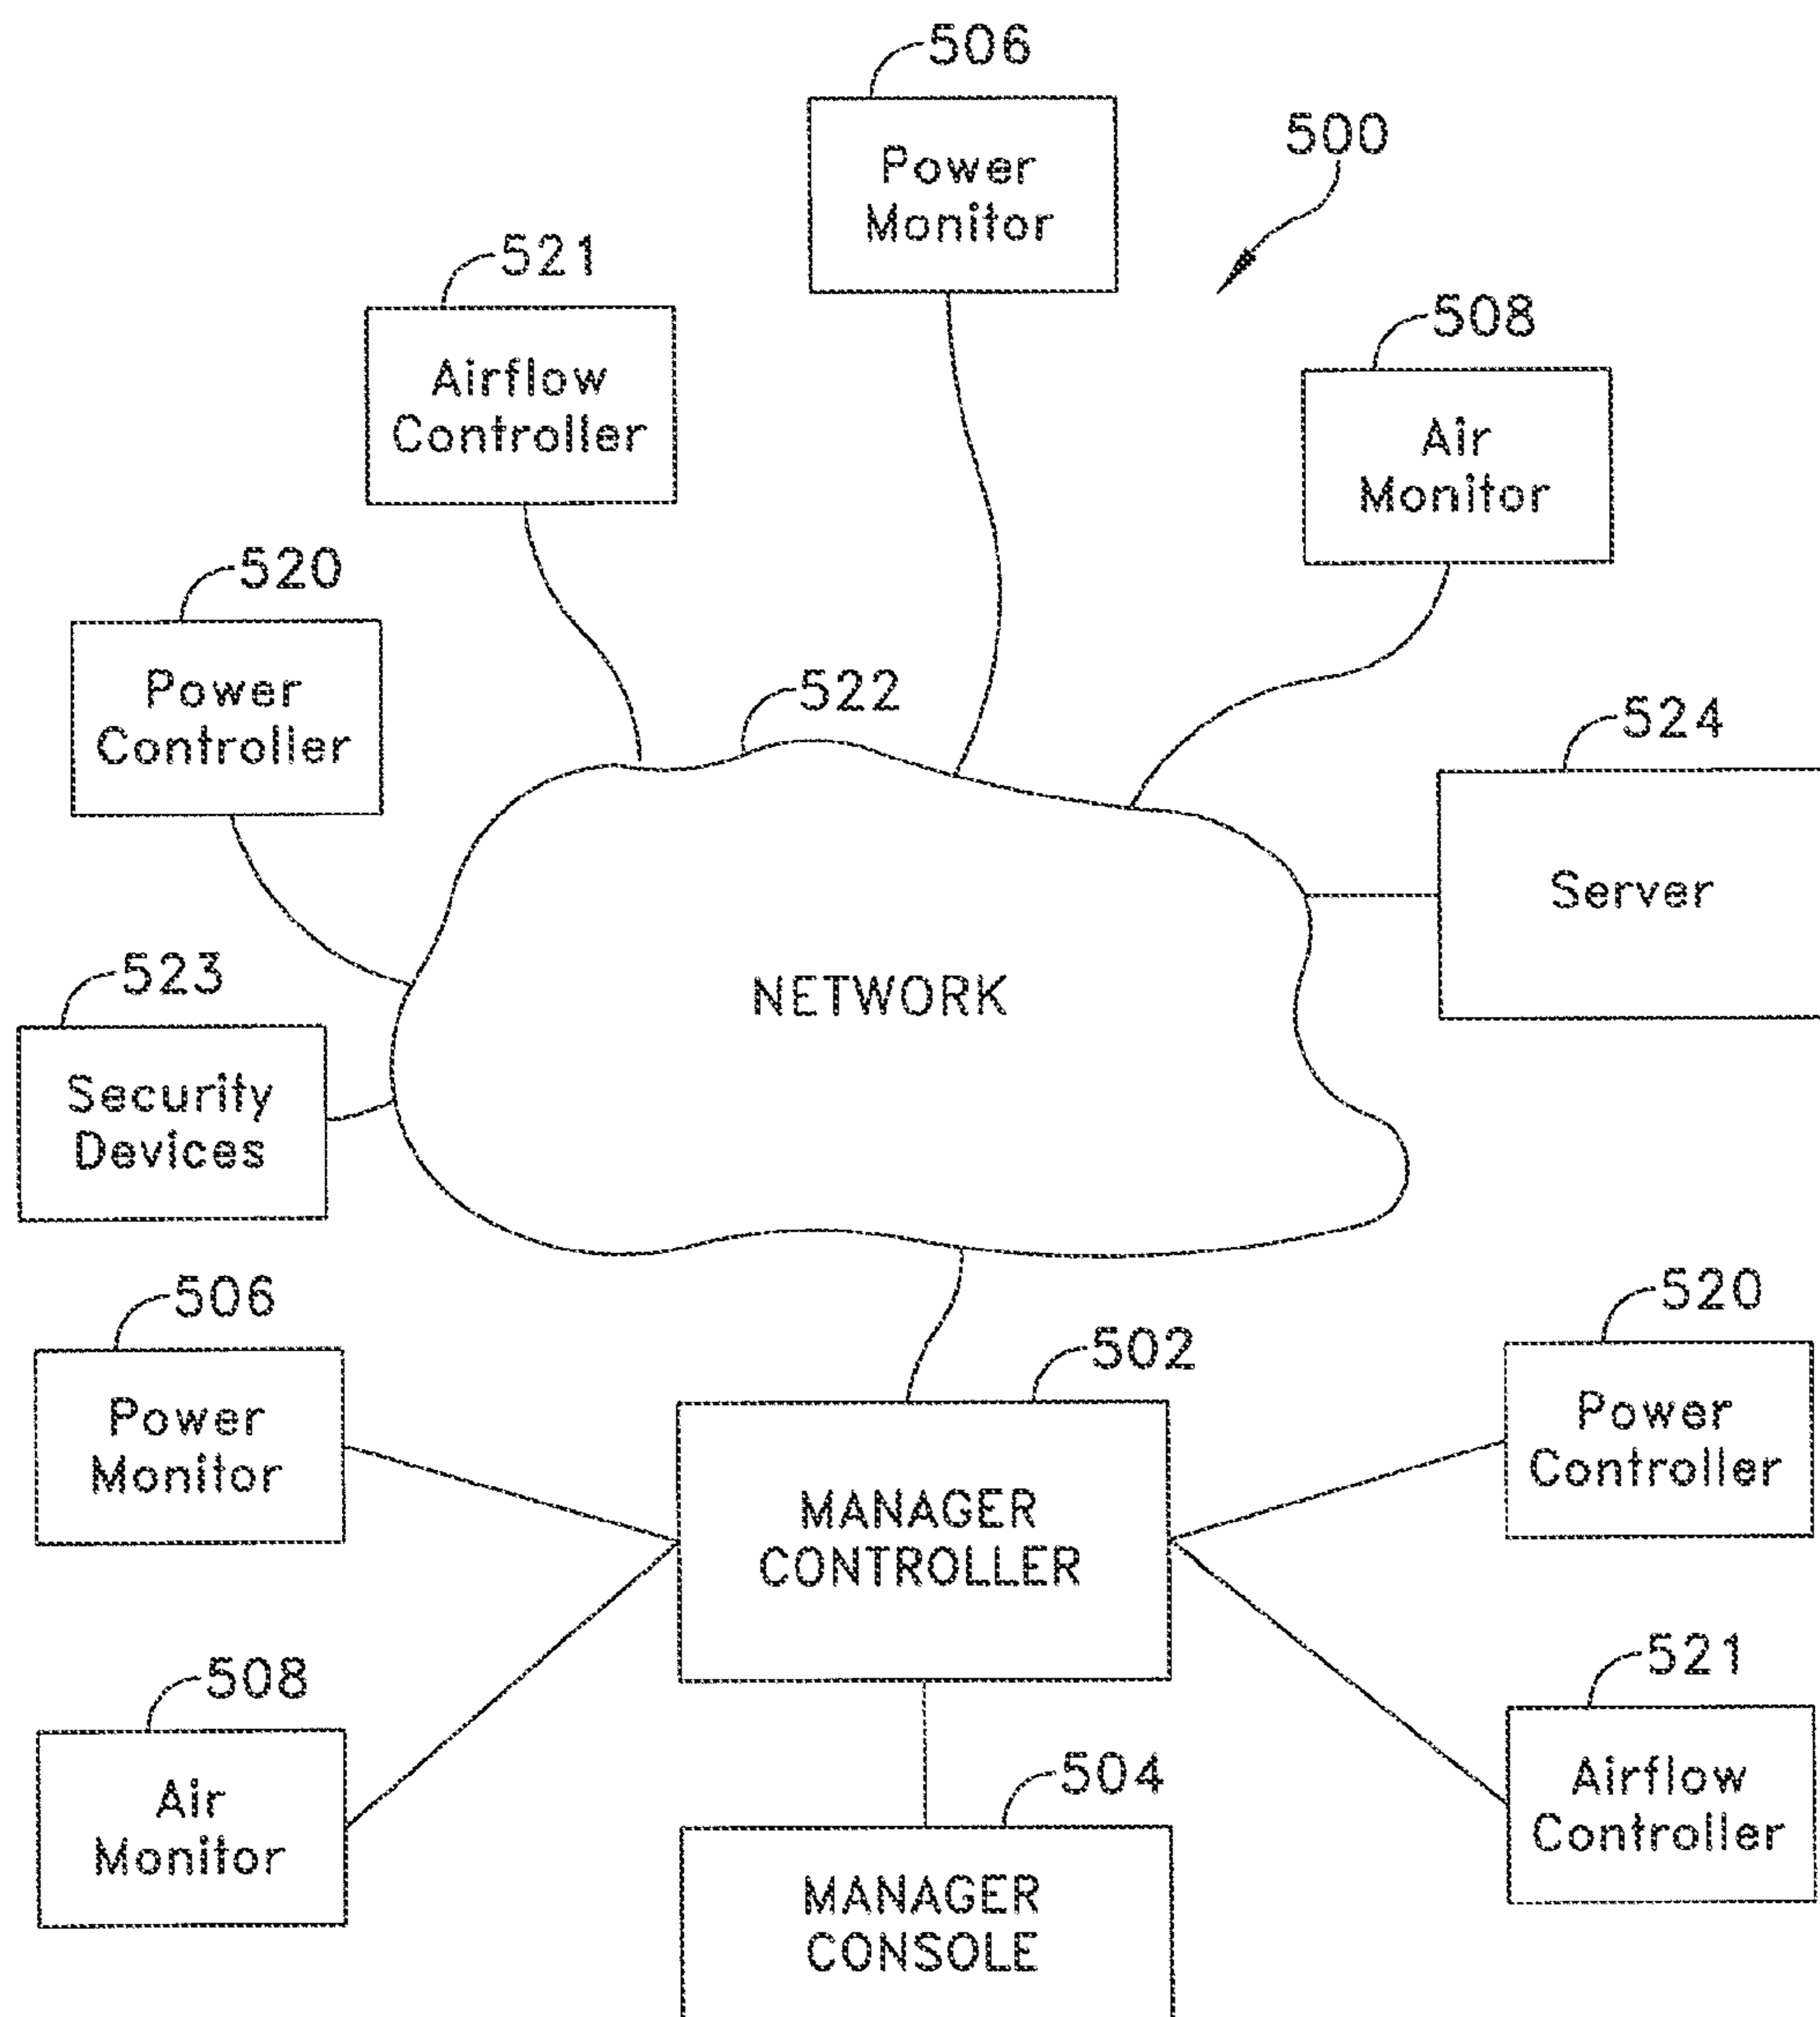 506
Power
Monitor
500
521
Airflow
Controller
508
Air
Monitor
520
Power
Controller
522
524
Server
NETWORK
523
Security
Devices
506
Power
Monitor
502
MANAGER
CONTROLLER
520
Power
Controller
508
Air
Monitor
504
MANAGER
CONSOLE
521
Airflow
Controller